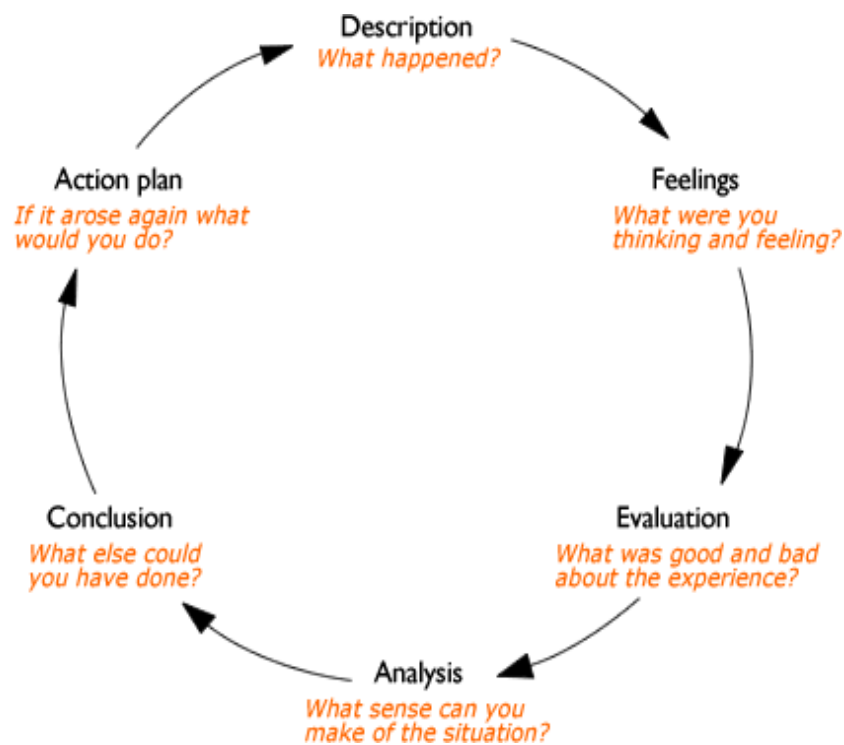 Description
What happened?
Feelings
What were you
thinking and feeling?
Evaluation
What was good and bad
about the experience?
Analysis
What sense can you
make of the situation?
Conclusion
What else could
you have done?
Action plan
If it arose again what
would you do?